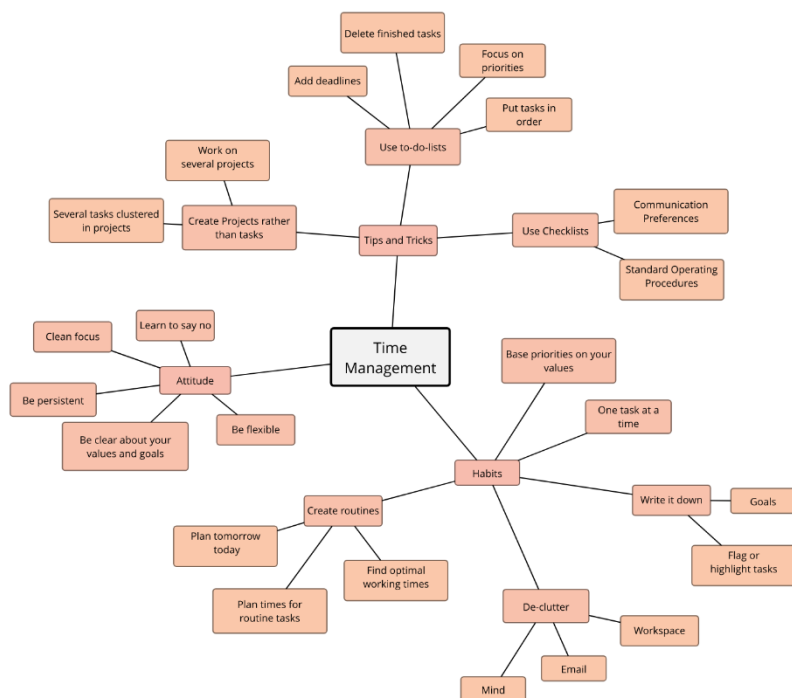 Delete finished tasks
Focus on
priorities
Add deadlines
Put tasks in
order
Use to-do-lists
Work on
several projects
Several tasks clustered
in projects
Create Projects rather
than tasks
Tips and Tricks
Use Checklists
Communication
Preferences
Standard Operating
Procedures
Time
Management
Learn to say no
Clean focus
Attitude
Be persistent
Be clear about your
values and goals
Be flexible
Base priorities on your
values
One task at a
time
Habits
Write it down
Goals
Flag or
highlight tasks
Create routines
Plan tomorrow
today
Find optimal
working times
Plan times for
routine tasks
De-clutter
Workspace
Email
Mind